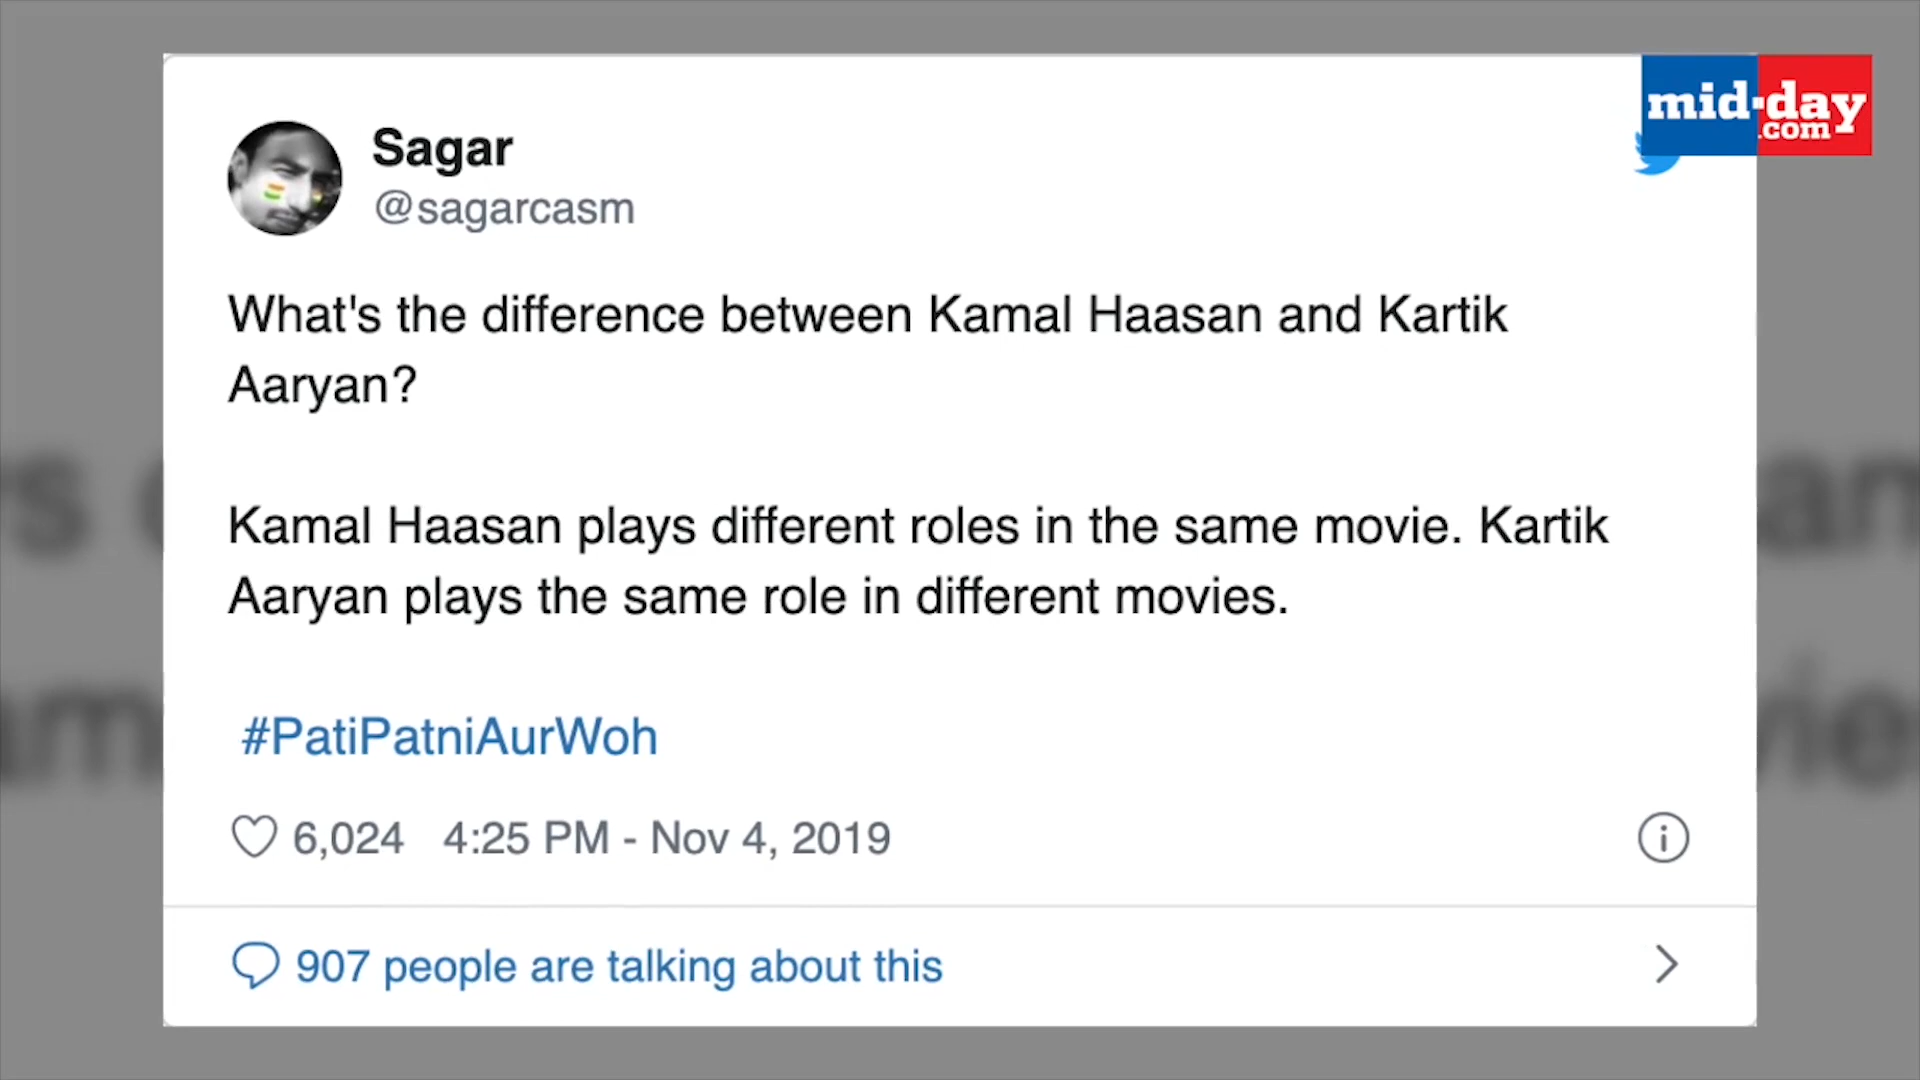 mid-day
.com
Sagar
@sagarcasm
What's the difference between Kamal Haasan and Kartik
Aaryan?
Kamal Haasan plays different roles in the same movie. Kartik
Aaryan plays the same role in different movies.
#PatiPatniAurWoh
6,024 4:25 PM - Nov 4, 2019
907 people are talking about this